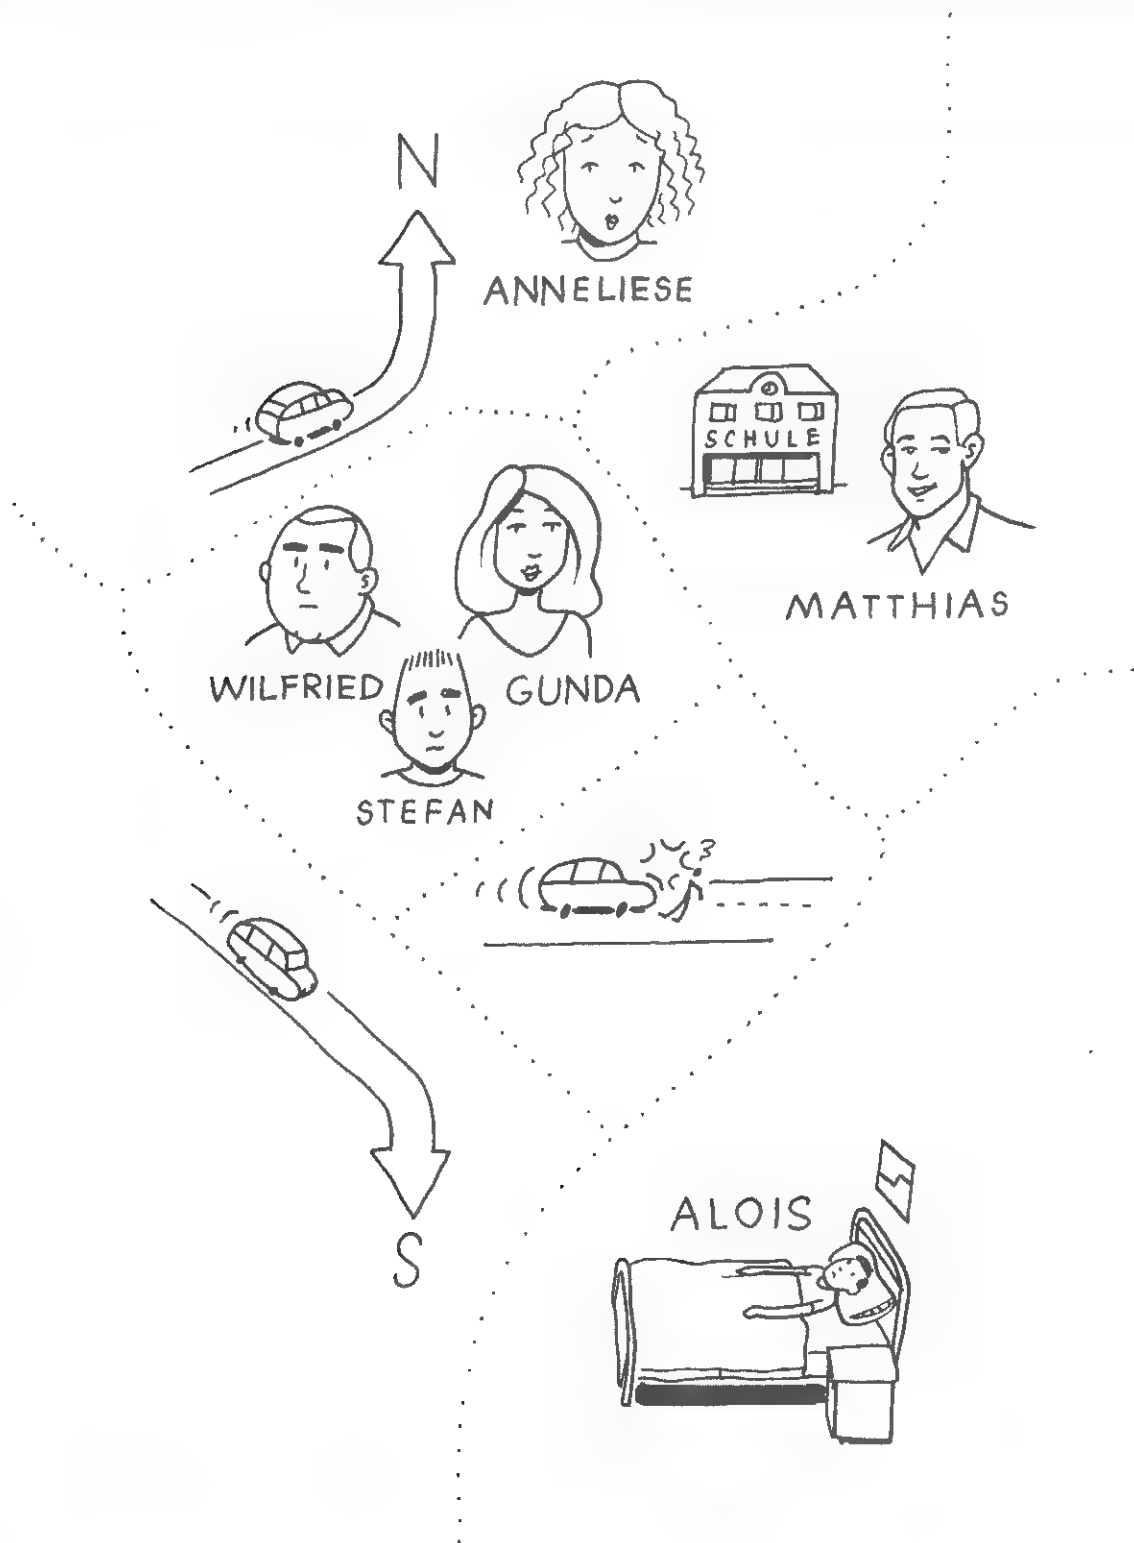 N
ANNELIESE
SCHULE
MATTHIAS
WILFRIED
GUNDA
STEFAN
ALOIS
S